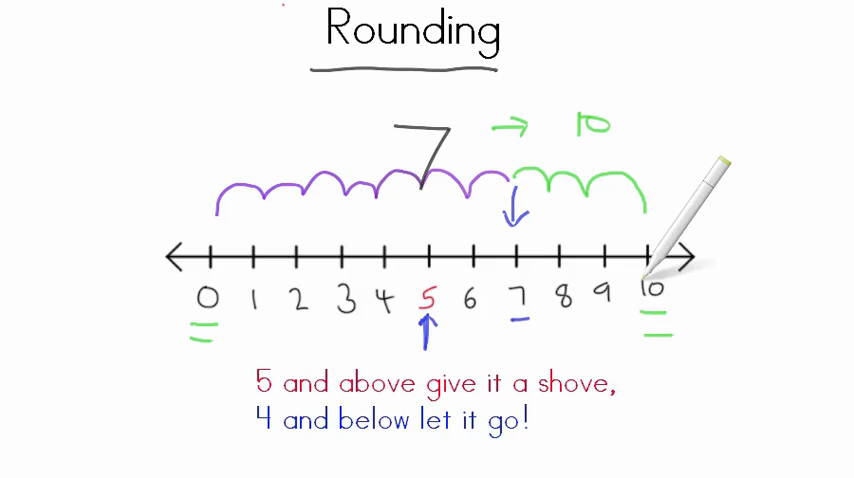 Rounding
7 → 10
0 1 2 3 4 5 6 7 8 9 10
5 and above give it a shove,
4 and below let it go!